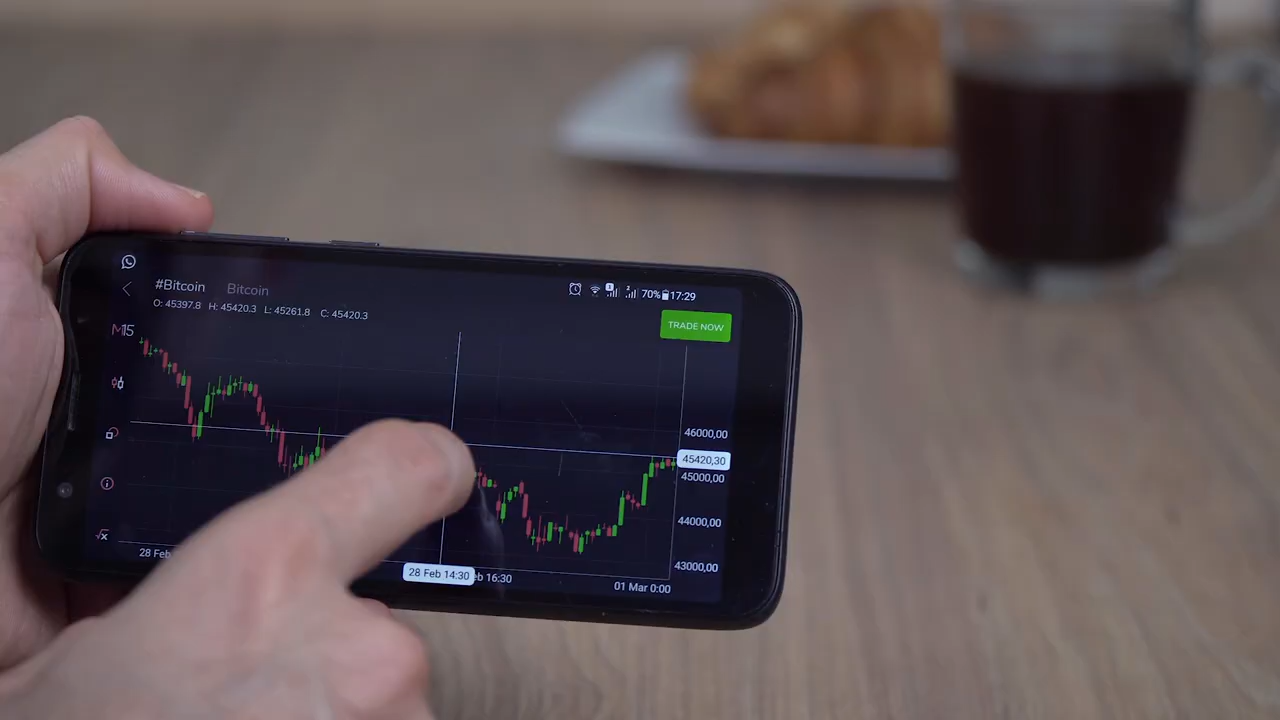 #Bitcoin Bitcoin
70% 17:29
O: 45397.8 H: 45420.3 L: 45261.8 C: 45420.3
TRADE NOW
M15
46000,00
45420,30
45000,00
44000,00
43000,00
28 Feb
28 Feb 14:30
eb 16:30
01 Mar 0:00